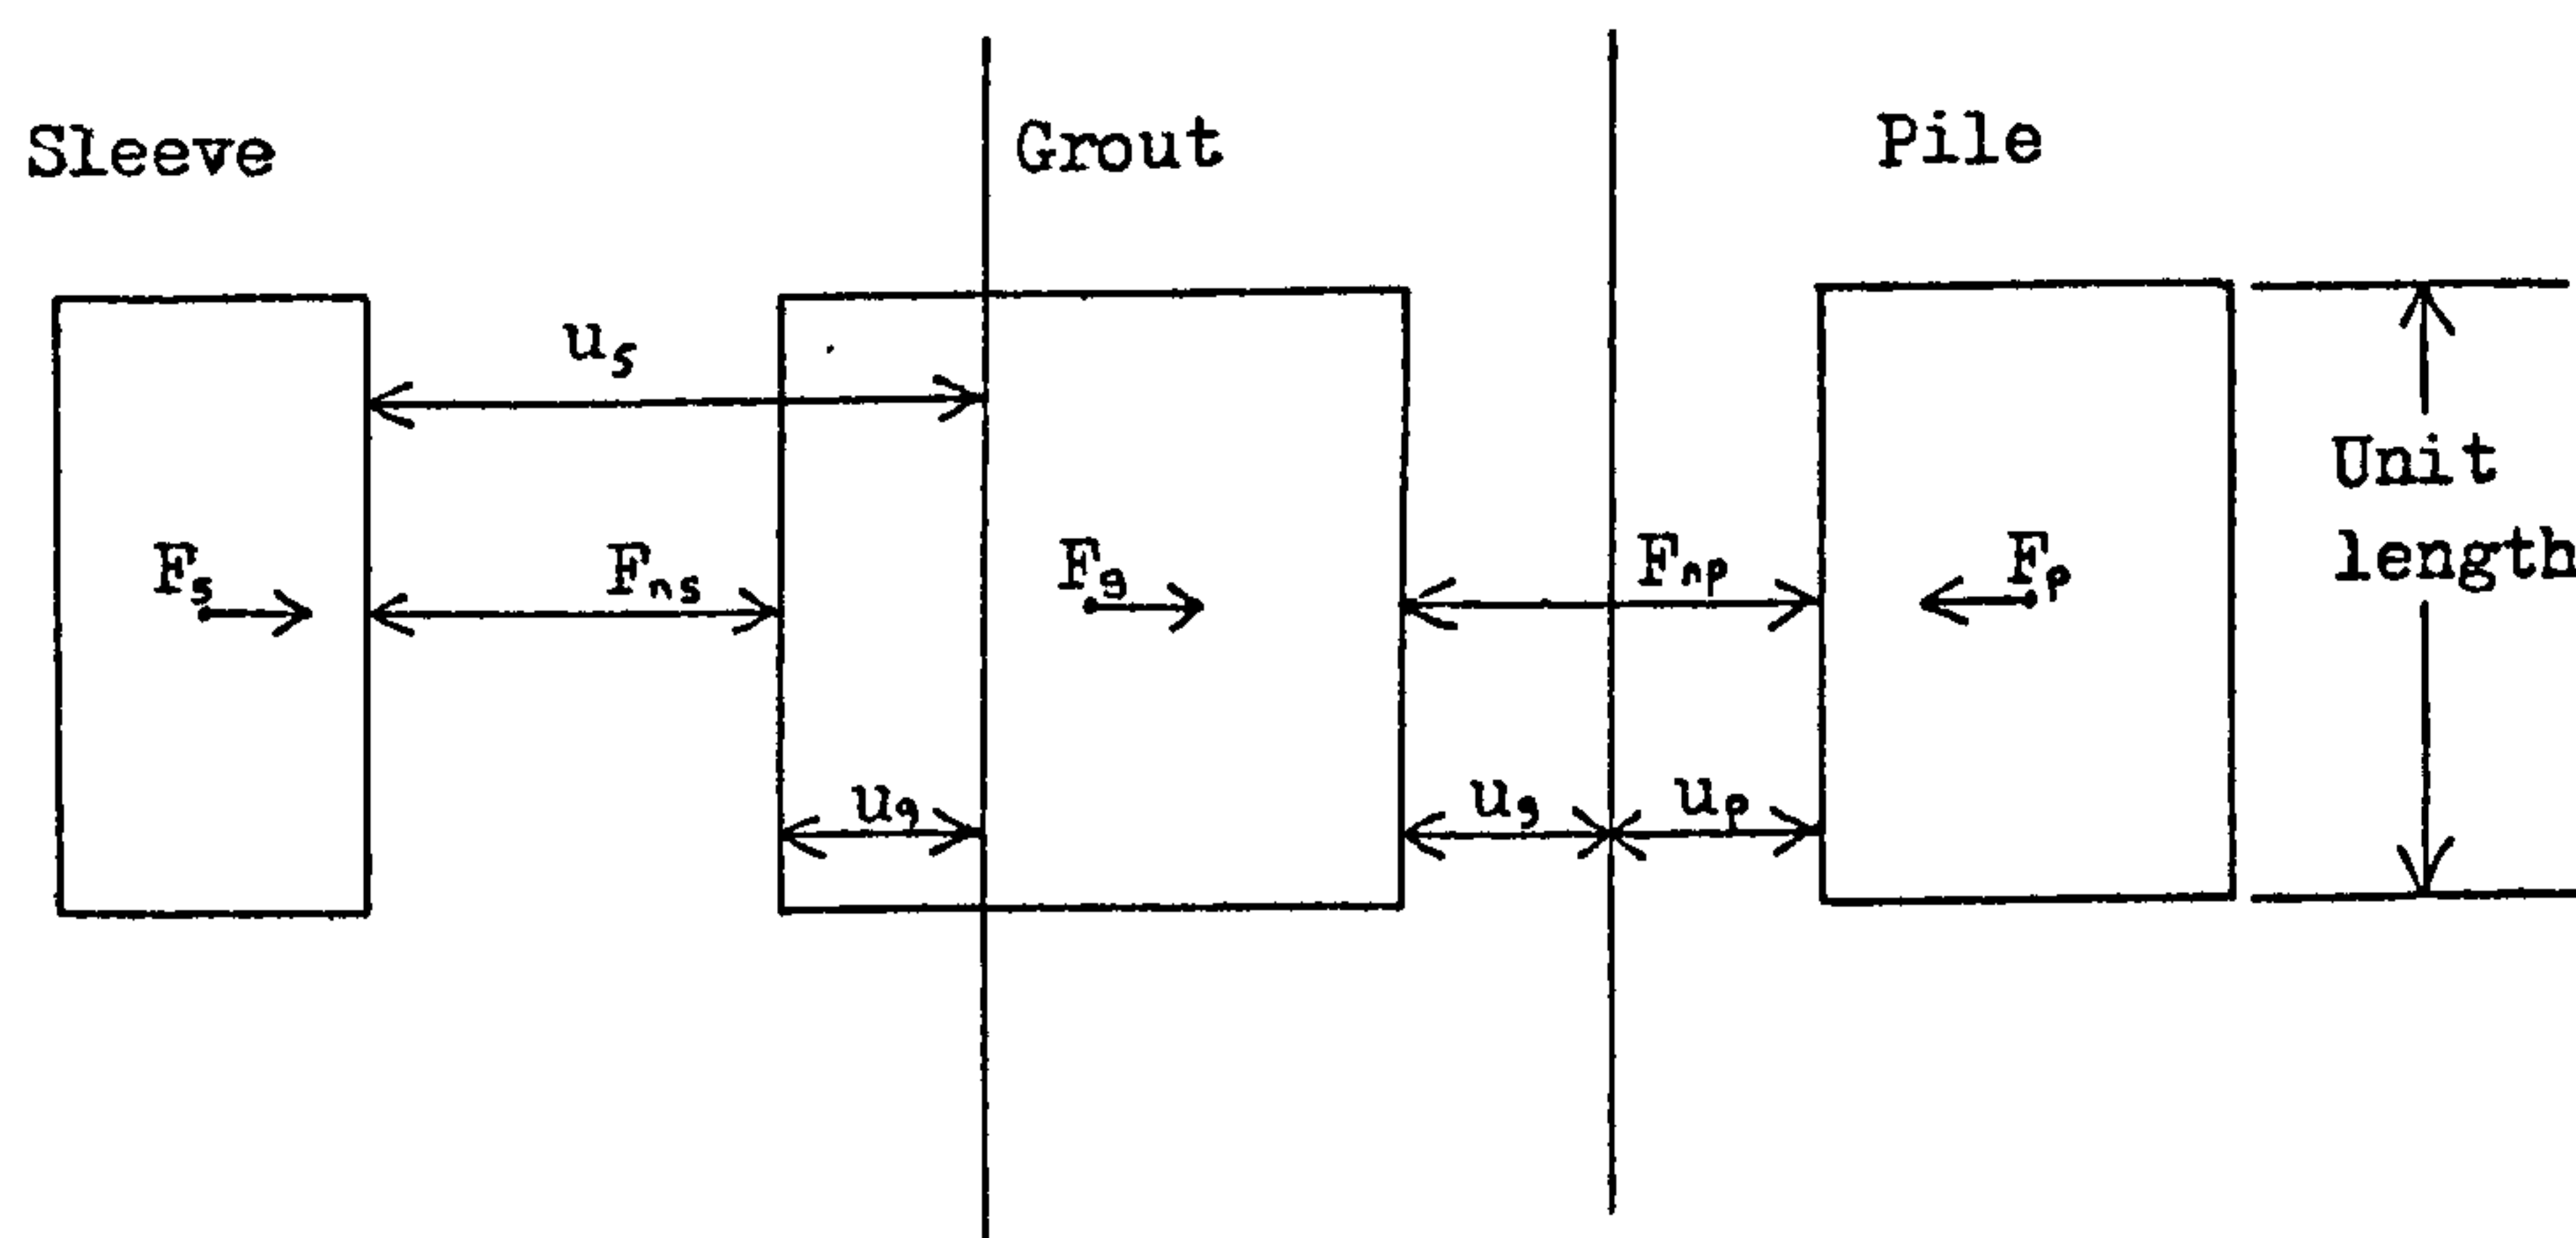 Sleeve
Grout
Pile
us
Fs
Fns
Fg
Fnp
Fp
Unit
length
ug
ug
up